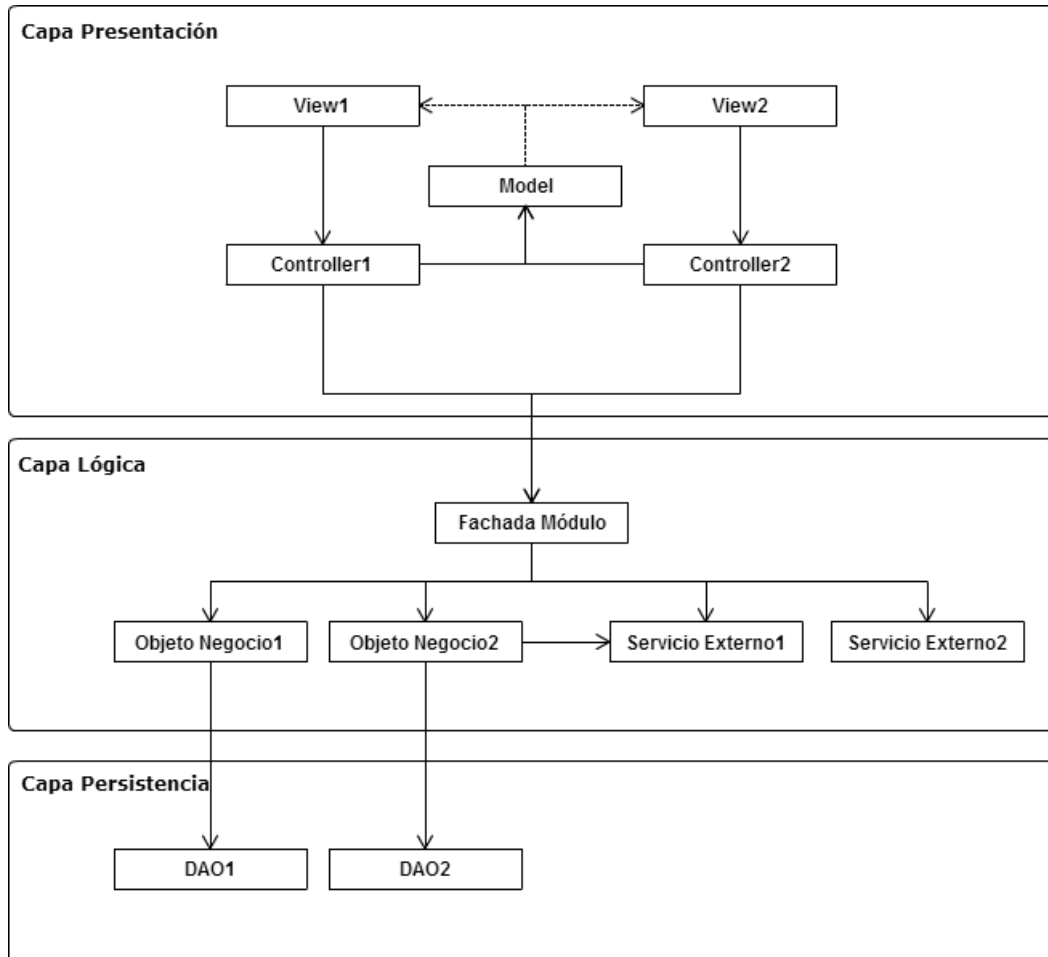 Capa Presentación
View1
View2
Model
Controller1
Controller2
Capa Lógica
Fachada Módulo
Objeto Negocio1
Objeto Negocio2
Servicio Externo1
Servicio Externo2
Capa Persistencia
DAO1
DAO2